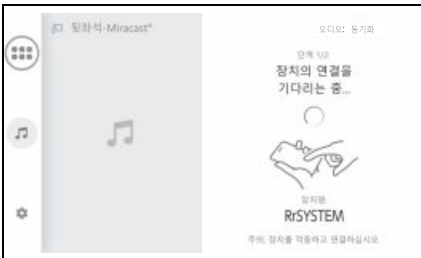 뒷좌석-Miracast®
오디오: 동기화
단계 1/2
장치의 연결을
기다리는 중...
장치명:
RrSYSTEM
주의: 장치를 작동하고 연결하십시오.